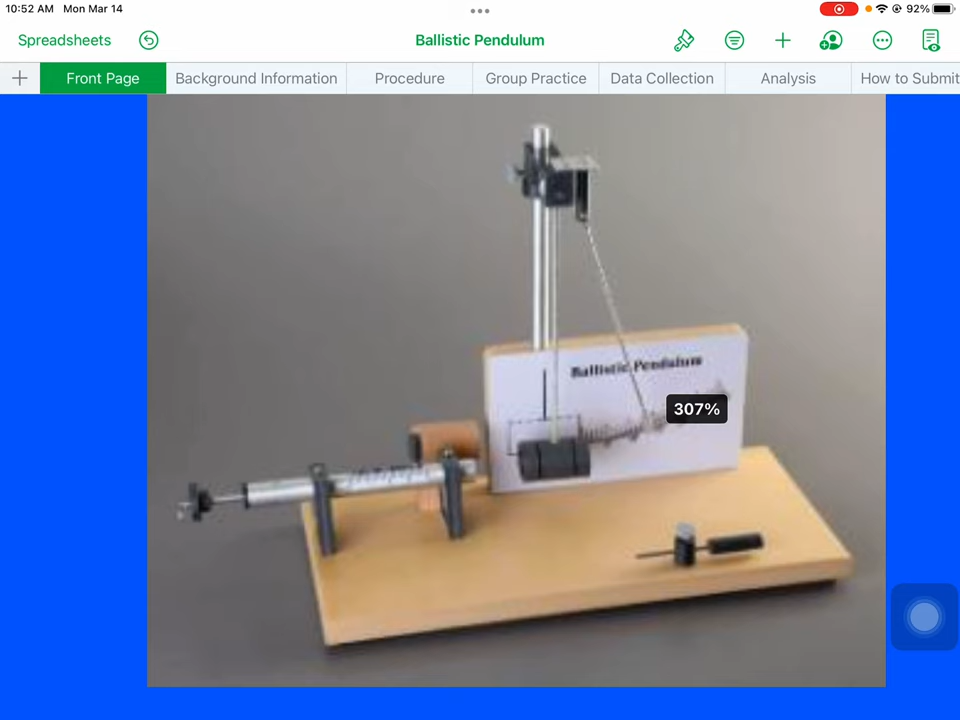 10:52 AM Mon Mar 14
92%
Spreadsheets
Ballistic Pendulum
Front Page
Background Information
Procedure
Group Practice
Data Collection
Analysis
How to Submit
Ballistic Pendulum
307%